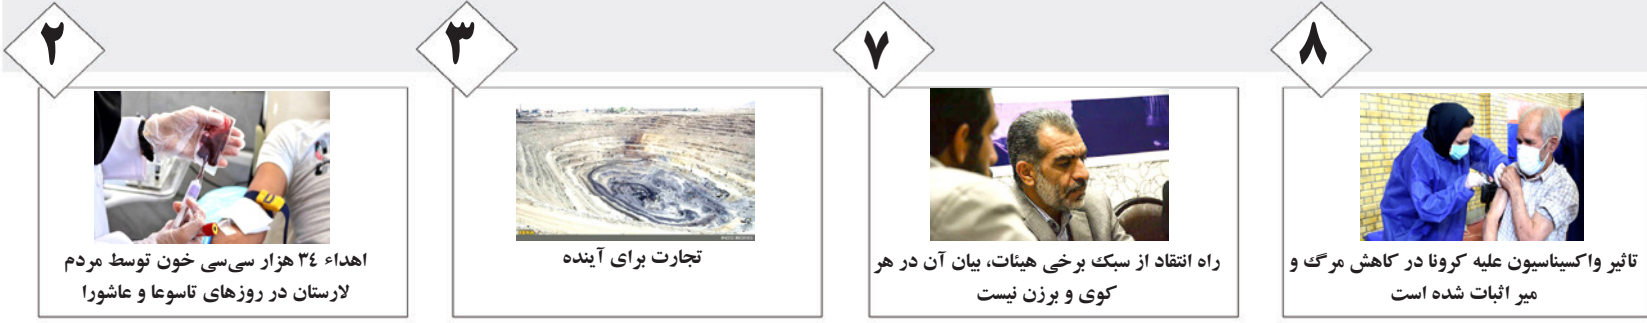 ۸
تاثیر واکسیناسیون علیه کرونا در کاهش مرگ و
میر اثبات شده است
۷
راه انتقاد از سبک برخی هیئات، بیان آن در هر
کوی و برزن نیست
۳
تجارت برای آینده
۲
اهداء ۳٤ هزار سی‌سی خون توسط مردم
لارستان در روزهای تاسوعا و عاشورا